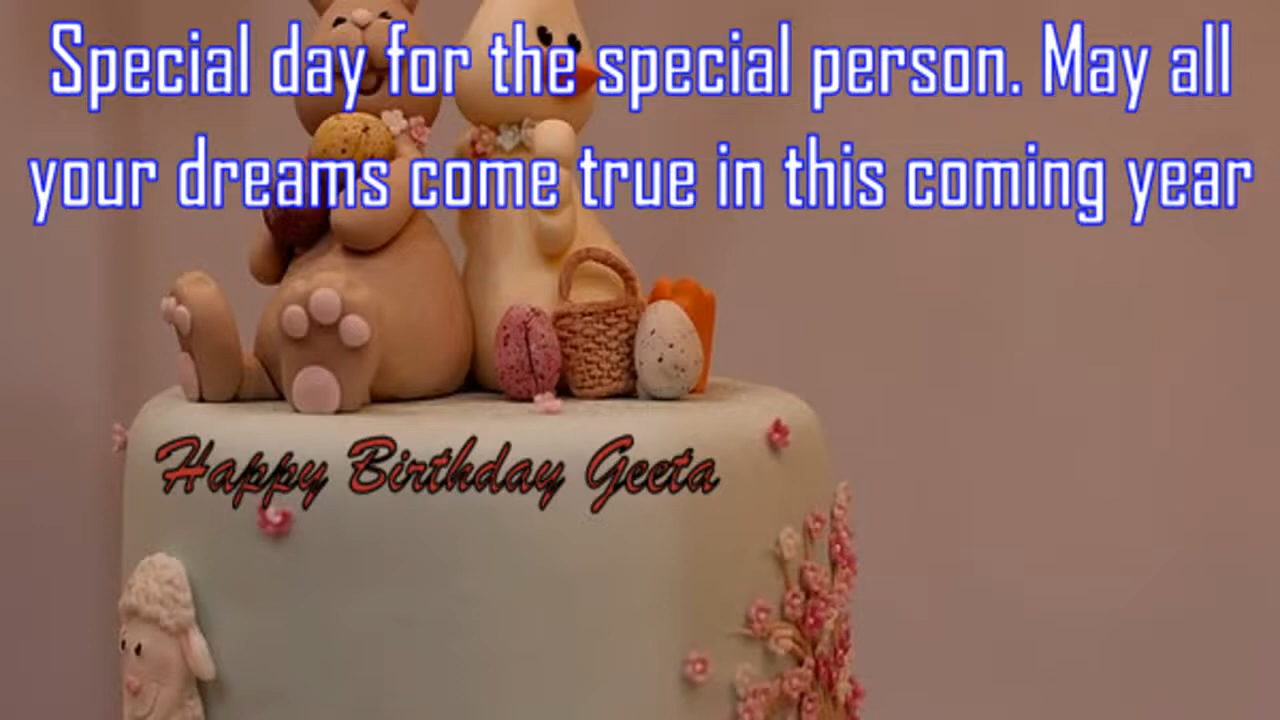 Special day for the special person. May all
your dreams come true in this coming year
Happy Birthday Geeta